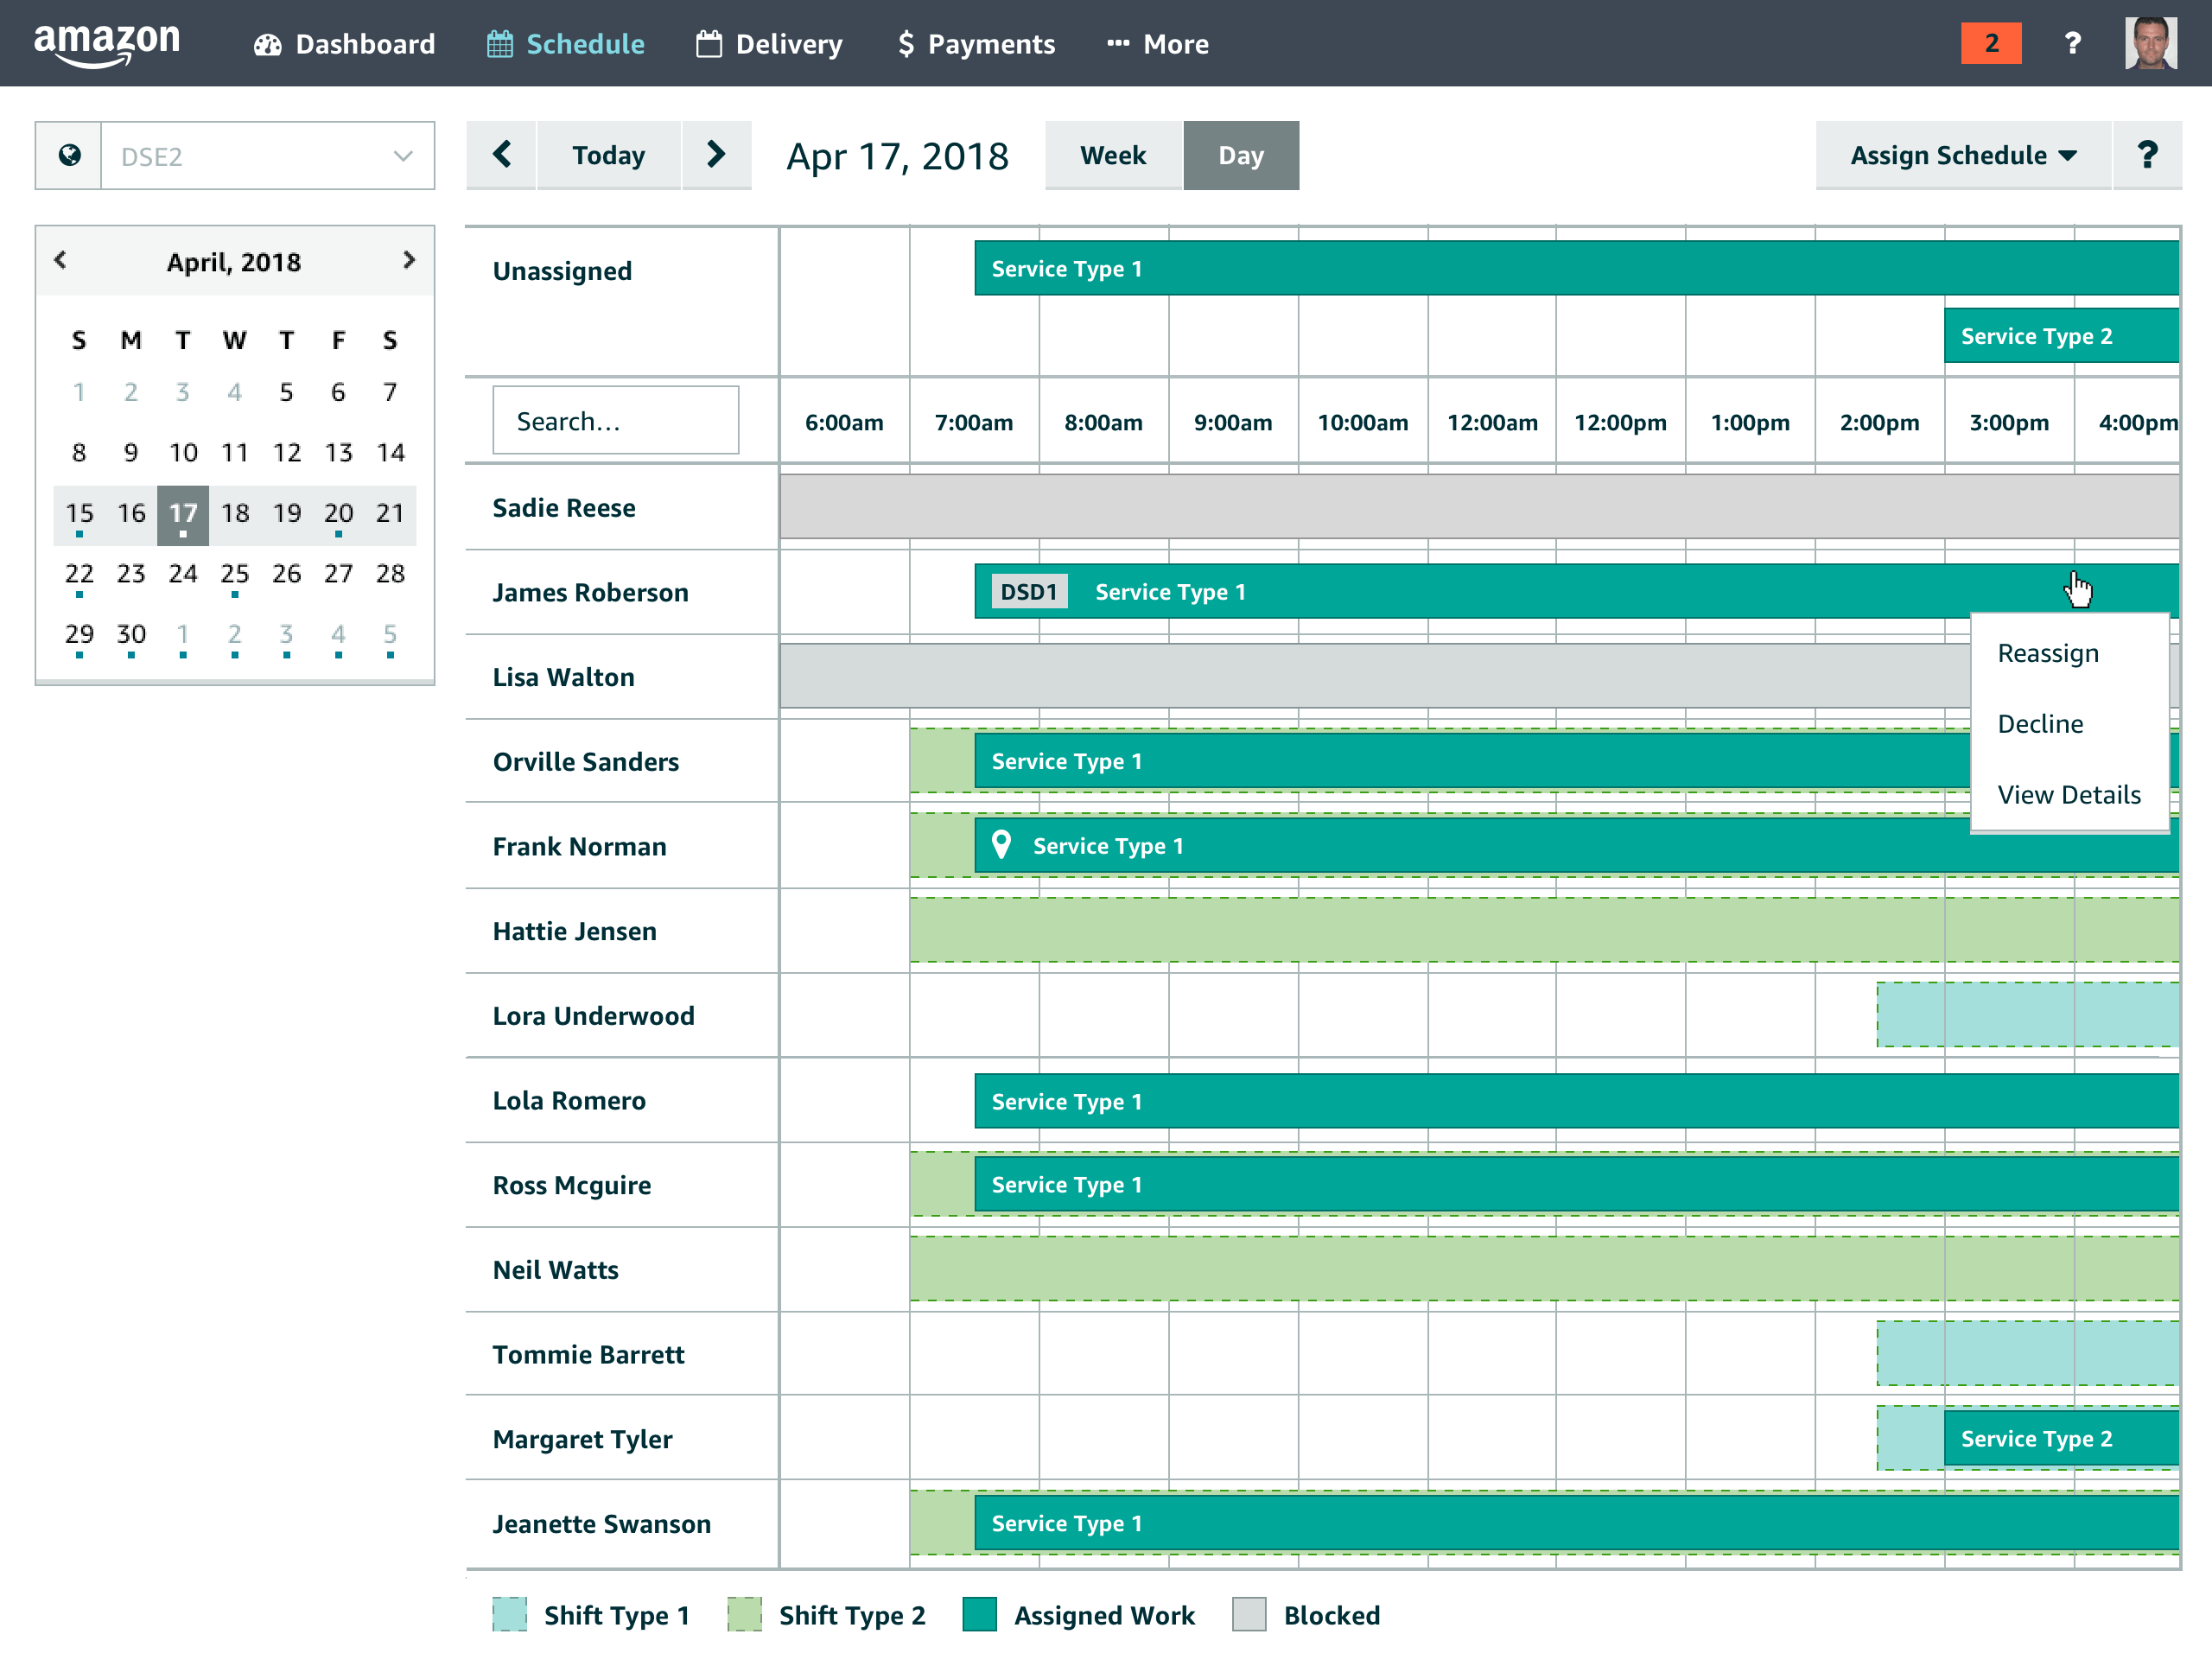 amazon Dashboard Schedule Delivery $ Payments ••• More 2 ?
DSE2 Today Apr 17, 2018 Week Day Assign Schedule ?
April, 2018
S M T W T F S
1 2 3 4 5 6 7
8 9 10 11 12 13 14
15 16 17 18 19 20 21
22 23 24 25 26 27 28
29 30 1 2 3 4 5
Unassigned Service Type 1
Service Type 2
Search... 6:00am 7:00am 8:00am 9:00am 10:00am 12:00am 12:00pm 1:00pm 2:00pm 3:00pm 4:00pm
Sadie Reese
James Roberson DSD1 Service Type 1
Reassign
Lisa Walton
Decline
Orville Sanders Service Type 1
View Details
Frank Norman Service Type 1
Hattie Jensen
Lora Underwood
Lola Romero Service Type 1
Ross Mcguire Service Type 1
Neil Watts
Tommie Barrett
Margaret Tyler Service Type 2
Jeanette Swanson Service Type 1
Shift Type 1 Shift Type 2 Assigned Work Blocked